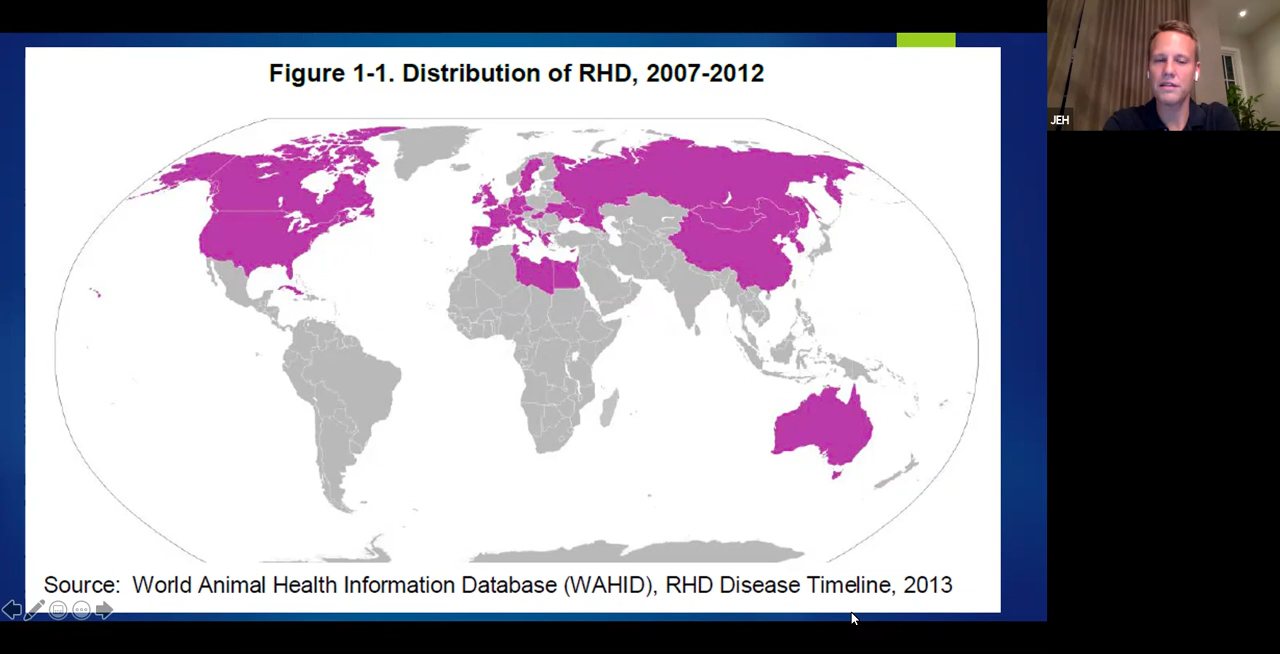 Figure 1-1. Distribution of RHD, 2007-2012
JEH
Source: World Animal Health Information Database (WAHID), RHD Disease Timeline, 2013